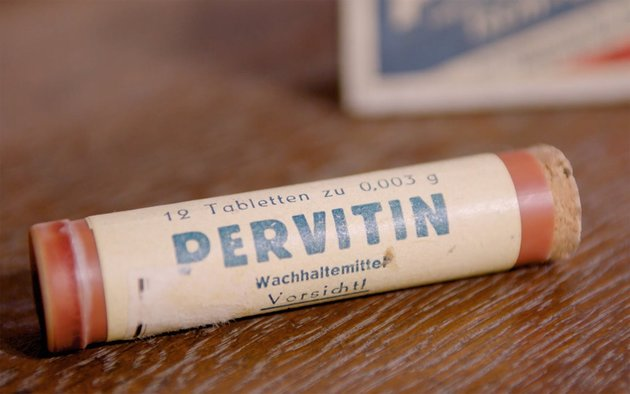 12 Tabletten zu 0,003 g
PERVITIN
Wachhaltemittel
Vorsicht!